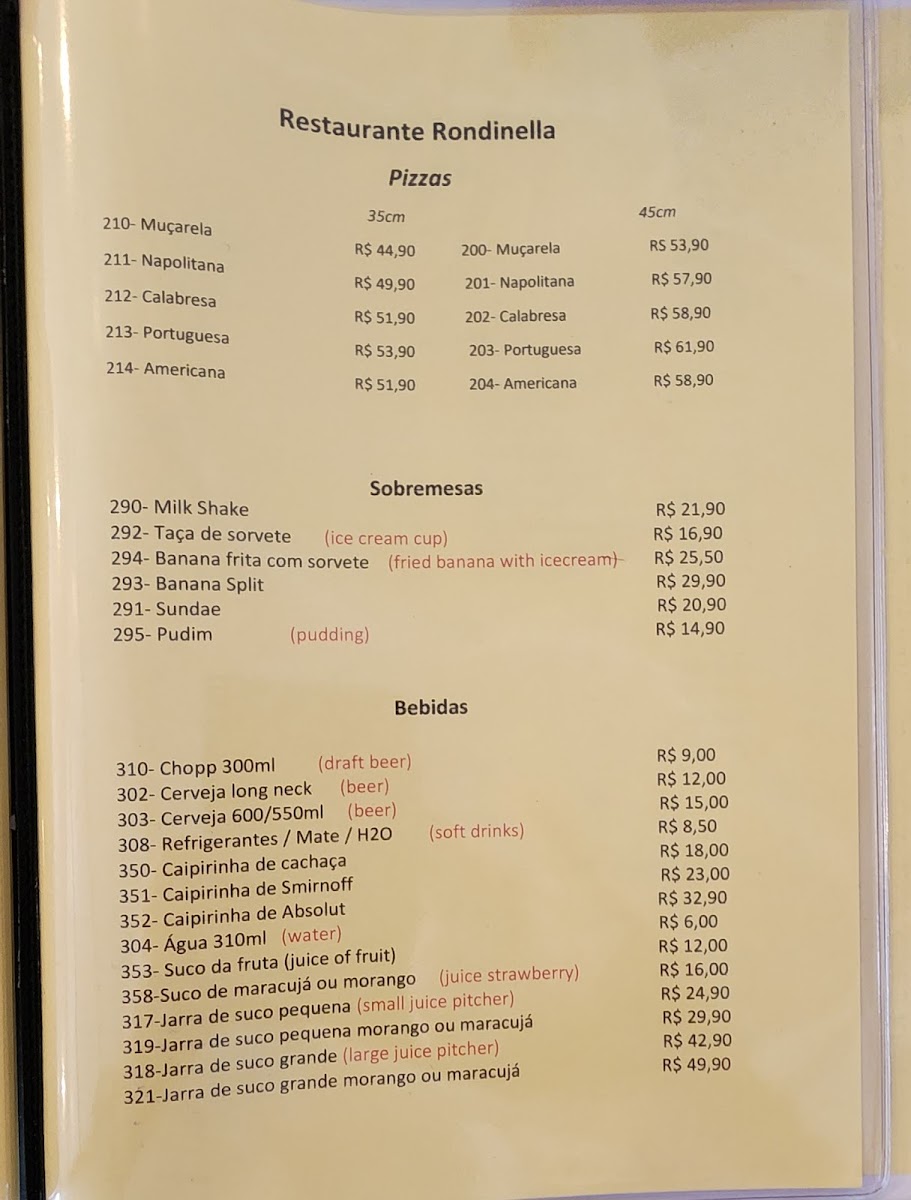 Restaurante Rondinella
Pizzas
35cm 45cm
210- Muçarela R$ 44,90 200- Muçarela RS 53,90
211- Napolitana R$ 49,90 201- Napolitana R$ 57,90
212- Calabresa R$ 51,90 202- Calabresa R$ 58,90
213- Portuguesa R$ 53,90 203- Portuguesa R$ 61,90
214- Americana R$ 51,90 204- Americana R$ 58,90
Sobremesas
290- Milk Shake R$ 21,90
292- Taça de sorvete (ice cream cup) R$ 16,90
294- Banana frita com sorvete (fried banana with icecream) R$ 25,50
293- Banana Split R$ 29,90
291- Sundae R$ 20,90
295- Pudim (pudding) R$ 14,90
Bebidas
310- Chopp 300ml (draft beer) R$ 9,00
302- Cerveja long neck (beer) R$ 12,00
303- Cerveja 600/550ml (beer) R$ 15,00
308- Refrigerantes / Mate / H2O (soft drinks) R$ 8,50
350- Caipirinha de cachaça R$ 18,00
351- Caipirinha de Smirnoff R$ 23,00
352- Caipirinha de Absolut R$ 32,90
304- Água 310ml (water) R$ 6,00
353- Suco da fruta (juice of fruit) R$ 12,00
358-Suco de maracujá ou morango (juice strawberry) R$ 16,00
317-Jarra de suco pequena (small juice pitcher) R$ 24,90
319-Jarra de suco pequena morango ou maracujá R$ 29,90
318-Jarra de suco grande (large juice pitcher) R$ 42,90
321-Jarra de suco grande morango ou maracujá R$ 49,90